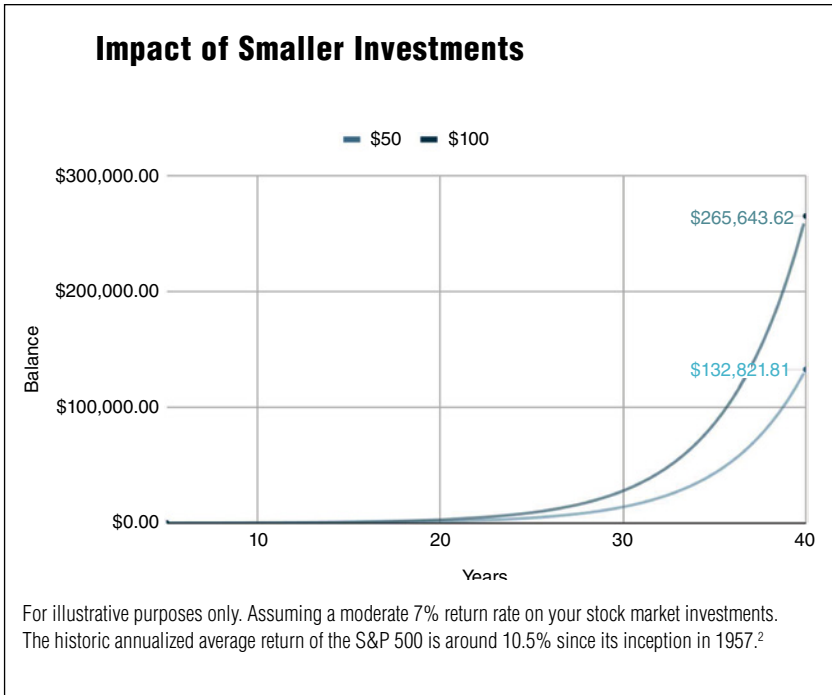 Impact of Smaller Investments
$50 $100
$300,000.00
$265,643.62
$200,000.00
$132,821.81
$100,000.00
$0.00
Balance
10 20 30 40
Years
For illustrative purposes only. Assuming a moderate 7% return rate on your stock market investments.
The historic annualized average return of the S&P 500 is around 10.5% since its inception in 1957.²